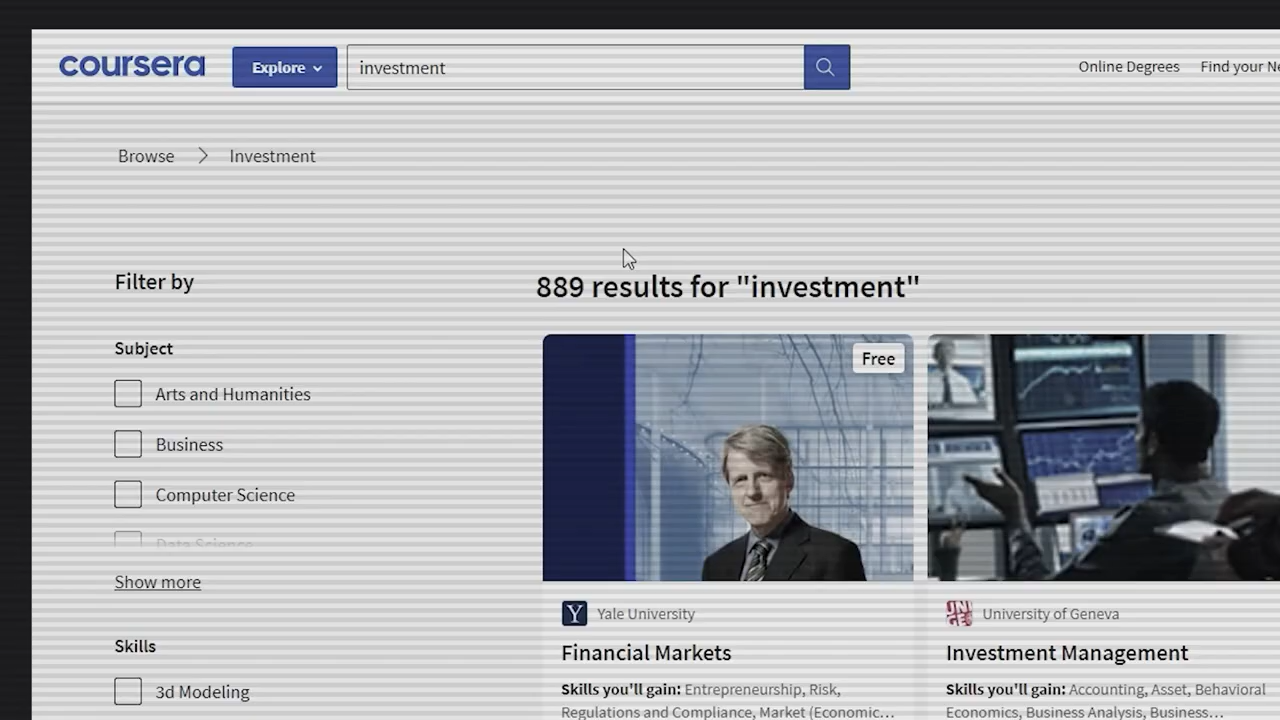 coursera
Explore
investment
Online Degrees
Find your
Browse
Investment
Filter by
889 results for "investment"
Subject
Free
Arts and Humanities
Business
Computer Science
Data Science
Show more
Yale University
University of Geneva
Skills
Financial Markets
Investment Management
3d Modeling
Skills you'll gain: Entrepreneurship, Risk,
Regulations and Compliance, Market (Economic...
Skills you'll gain: Accounting, Asset, Behavioral
Economics, Business Analysis, Business...